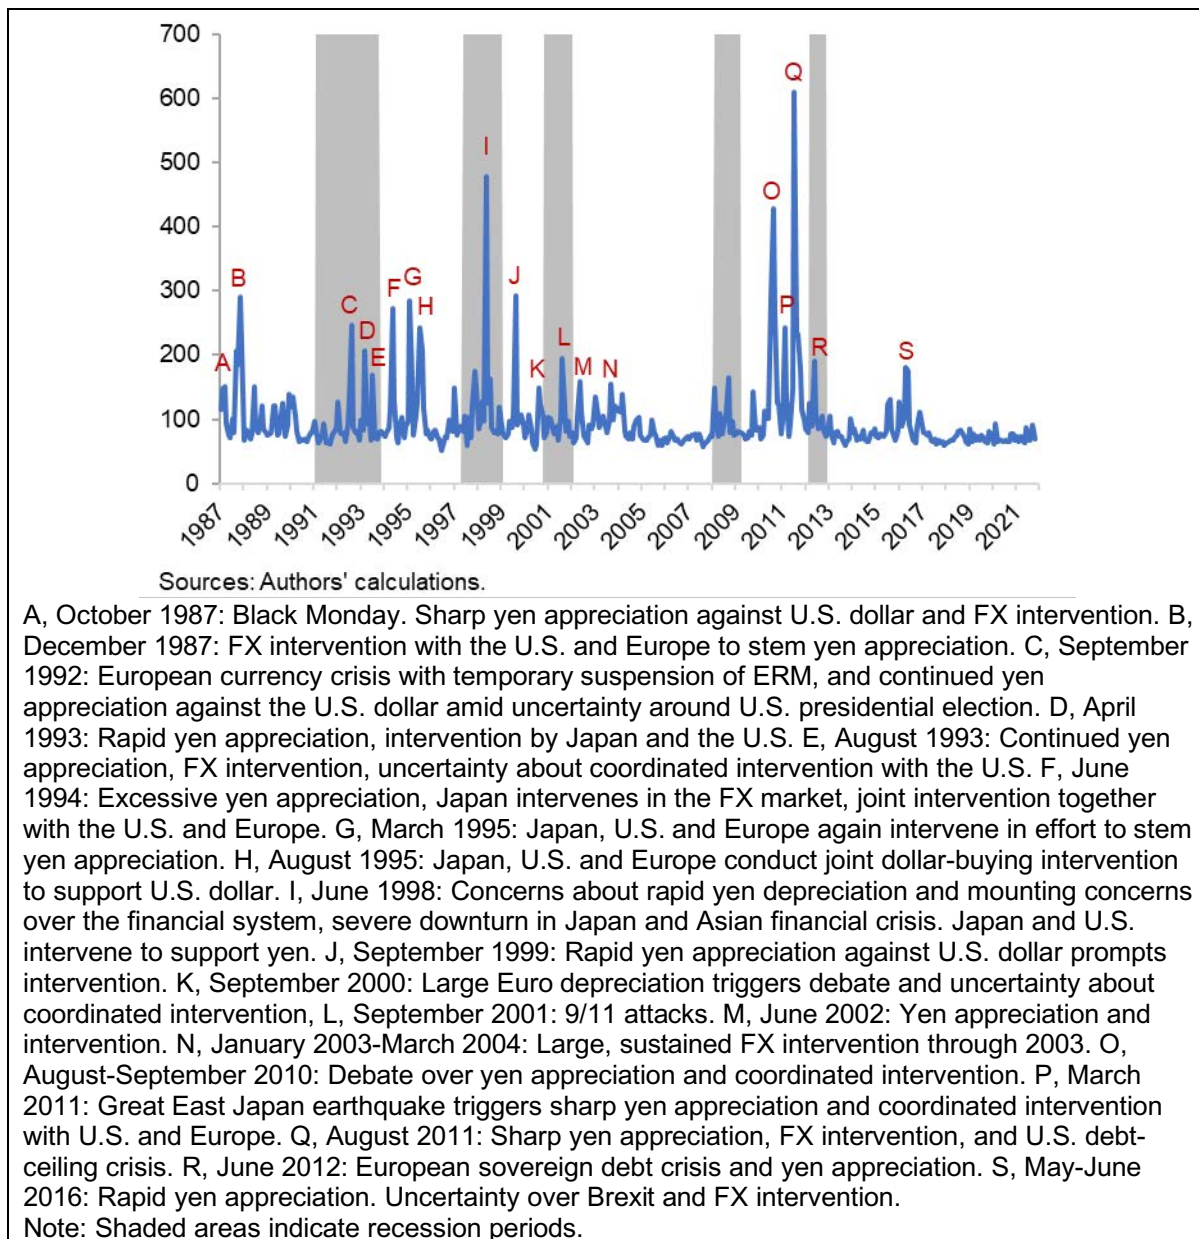 700
600
500
400
300
200
100
0
Q
I
O
B
G
J
F
C
H
P
D
L
R
S
A
E
K
M
N
1987
1989
1991
1993
1995
1997
1999
2001
2003
2005
2007
2009
2011
2013
2015
2017
2019
2021
Sources: Authors' calculations.
A, October 1987: Black Monday. Sharp yen appreciation against U.S. dollar and FX intervention. B,
December 1987: FX intervention with the U.S. and Europe to stem yen appreciation. C, September
1992: European currency crisis with temporary suspension of ERM, and continued yen
appreciation against the U.S. dollar amid uncertainty around U.S. presidential election. D, April
1993: Rapid yen appreciation, intervention by Japan and the U.S. E, August 1993: Continued yen
appreciation, FX intervention, uncertainty about coordinated intervention with the U.S. F, June
1994: Excessive yen appreciation, Japan intervenes in the FX market, joint intervention together
with the U.S. and Europe. G, March 1995: Japan, U.S. and Europe again intervene in effort to stem
yen appreciation. H, August 1995: Japan, U.S. and Europe conduct joint dollar-buying intervention
to support U.S. dollar. I, June 1998: Concerns about rapid yen depreciation and mounting concerns
over the financial system, severe downturn in Japan and Asian financial crisis. Japan and U.S.
intervene to support yen. J, September 1999: Rapid yen appreciation against U.S. dollar prompts
intervention. K, September 2000: Large Euro depreciation triggers debate and uncertainty about
coordinated intervention, L, September 2001: 9/11 attacks. M, June 2002: Yen appreciation and
intervention. N, January 2003-March 2004: Large, sustained FX intervention through 2003. O,
August-September 2010: Debate over yen appreciation and coordinated intervention. P, March
2011: Great East Japan earthquake triggers sharp yen appreciation and coordinated intervention
with U.S. and Europe. Q, August 2011: Sharp yen appreciation, FX intervention, and U.S. debt-
ceiling crisis. R, June 2012: European sovereign debt crisis and yen appreciation. S, May-June
2016: Rapid yen appreciation. Uncertainty over Brexit and FX intervention.
Note: Shaded areas indicate recession periods.